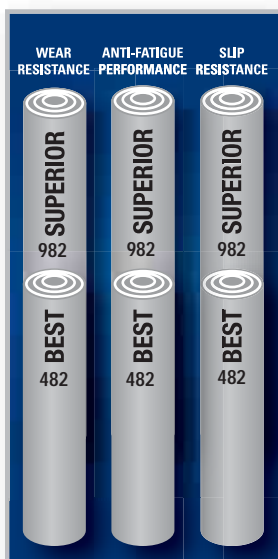 WEAR RESISTANCE
ANTI-FATIGUE PERFORMANCE
SLIP RESISTANCE
SUPERIOR
982
SUPERIOR
982
SUPERIOR
982
BEST
482
BEST
482
BEST
482